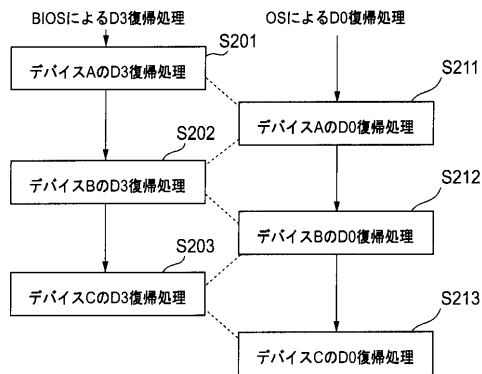 BIOSによるD3復帰処理
OSによるD0復帰処理
S201
デバイスAのD3復帰処理
S211
デバイスAのD0復帰処理
S202
デバイスBのD3復帰処理
S212
デバイスBのD0復帰処理
S203
デバイスCのD3復帰処理
S213
デバイスCのD0復帰処理